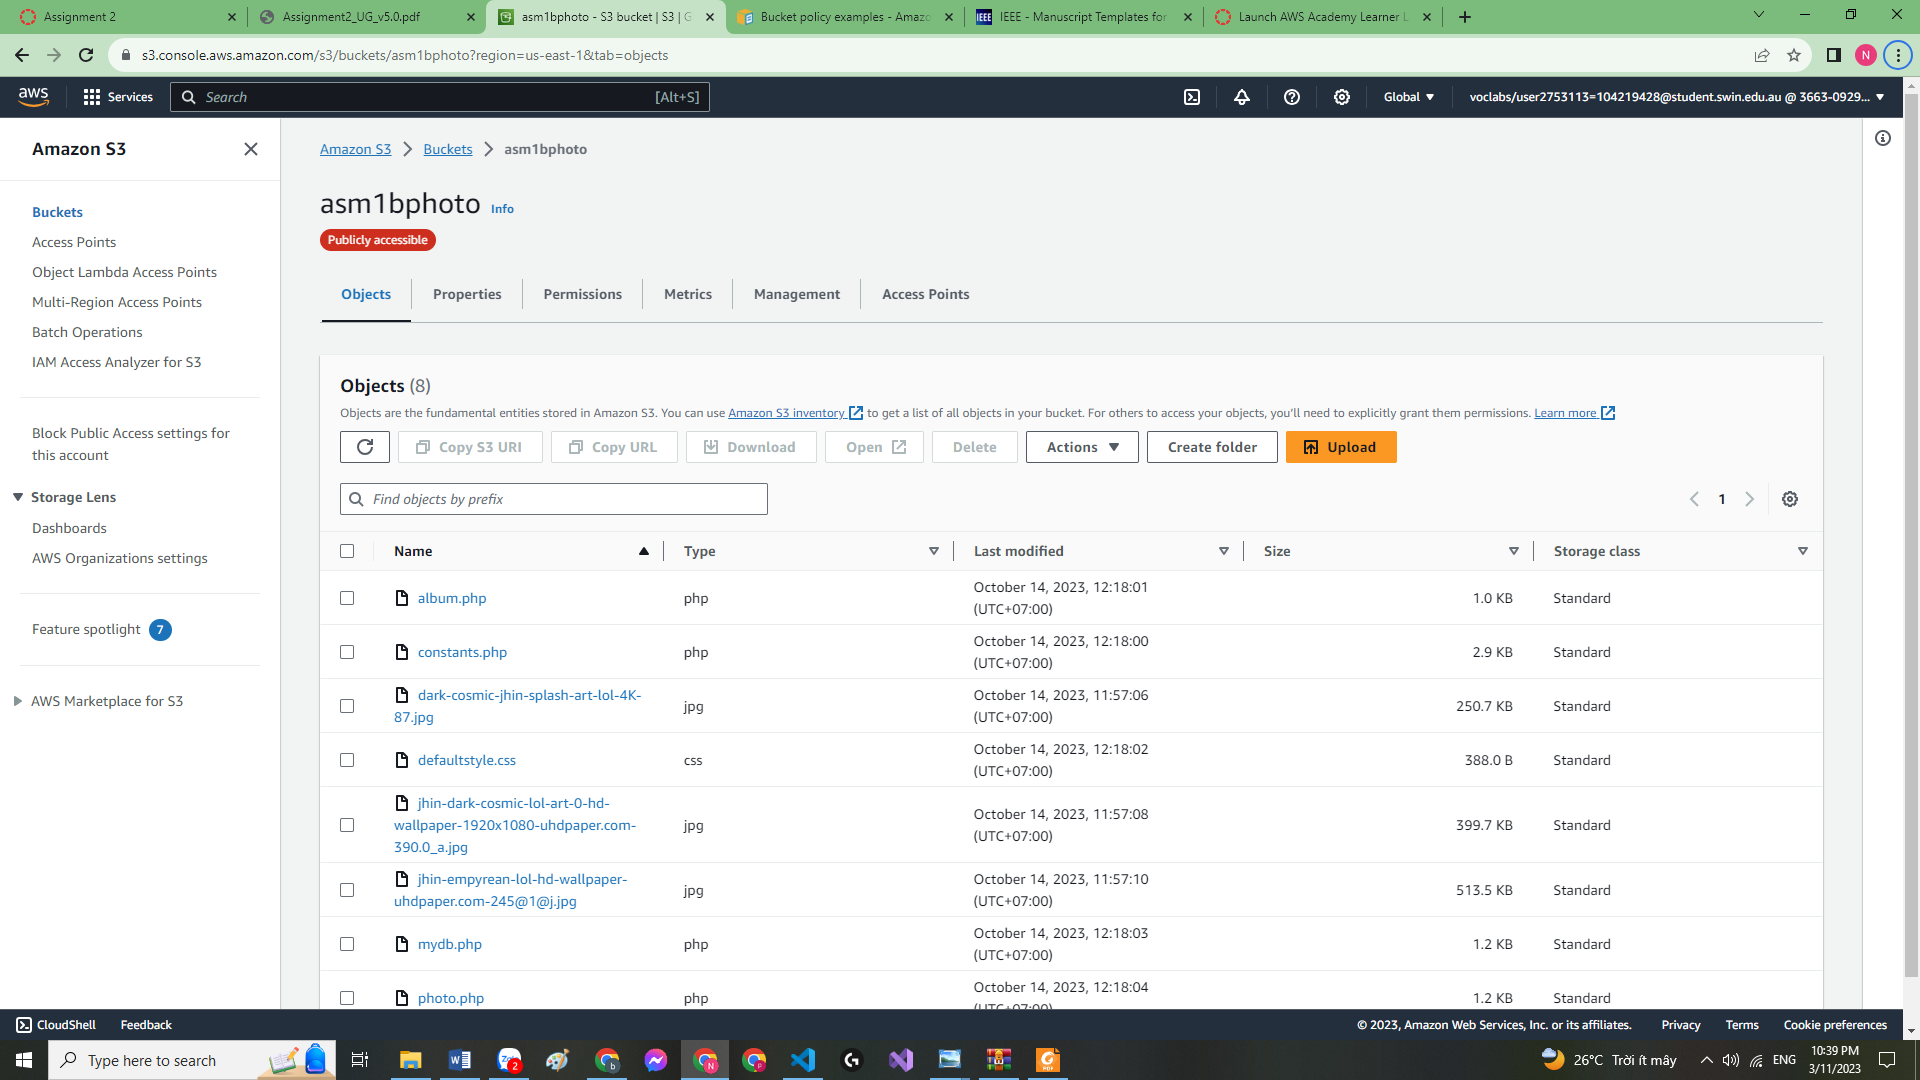 Assignment 2
Assignment2_UG_v5.0.pdf
asm1bphoto - S3 bucket | S3 | G
Bucket policy examples - Amazo
IEEE - Manuscript Templates for
Launch AWS Academy Learner L
s3.console.aws.amazon.com/s3/buckets/asm1bphoto?region=us-east-1&tab=objects
N
aws
Services
Search
[Alt+S]
Global
voclabs/user2753113=104219428@student.swin.edu.au @ 3663-0929...
Amazon S3
Buckets
Access Points
Object Lambda Access Points
Multi-Region Access Points
Batch Operations
IAM Access Analyzer for S3
Block Public Access settings for
this account
Storage Lens
Dashboards
AWS Organizations settings
Feature spotlight 7
AWS Marketplace for S3
Amazon S3 > Buckets > asm1bphoto
asm1bphoto Info
Publicly accessible
Objects
Properties
Permissions
Metrics
Management
Access Points
Objects (8)
Objects are the fundamental entities stored in Amazon S3. You can use Amazon S3 inventory to get a list of all objects in your bucket. For others to access your objects, you'll need to explicitly grant them permissions. Learn more
Copy S3 URI
Copy URL
Download
Open
Delete
Actions
Create folder
Upload
Find objects by prefix
1
Name Type Last modified Size Storage class
album.php php October 14, 2023, 12:18:01 (UTC+07:00) 1.0 KB Standard
constants.php php October 14, 2023, 12:18:00 (UTC+07:00) 2.9 KB Standard
dark-cosmic-jhin-splash-art-lol-4K-
87.jpg jpg October 14, 2023, 11:57:06 (UTC+07:00) 250.7 KB Standard
defaultstyle.css css October 14, 2023, 12:18:02 (UTC+07:00) 388.0 B Standard
jhin-dark-cosmic-lol-art-0-hd-
wallpaper-1920x1080-uhdpaper.com-
390.0_a.jpg jpg October 14, 2023, 11:57:08 (UTC+07:00) 399.7 KB Standard
jhin-empyrean-lol-hd-wallpaper-
uhdpaper.com-245@1@j.jpg jpg October 14, 2023, 11:57:10 (UTC+07:00) 513.5 KB Standard
mydb.php php October 14, 2023, 12:18:03 (UTC+07:00) 1.2 KB Standard
photo.php php October 14, 2023, 12:18:04 (UTC+07:00) 1.2 KB Standard
CloudShell
Feedback
© 2023, Amazon Web Services, Inc. or its affiliates.
Privacy
Terms
Cookie preferences
Type here to search
26°C Trời ít mây
ENG
10:39 PM
3/11/2023